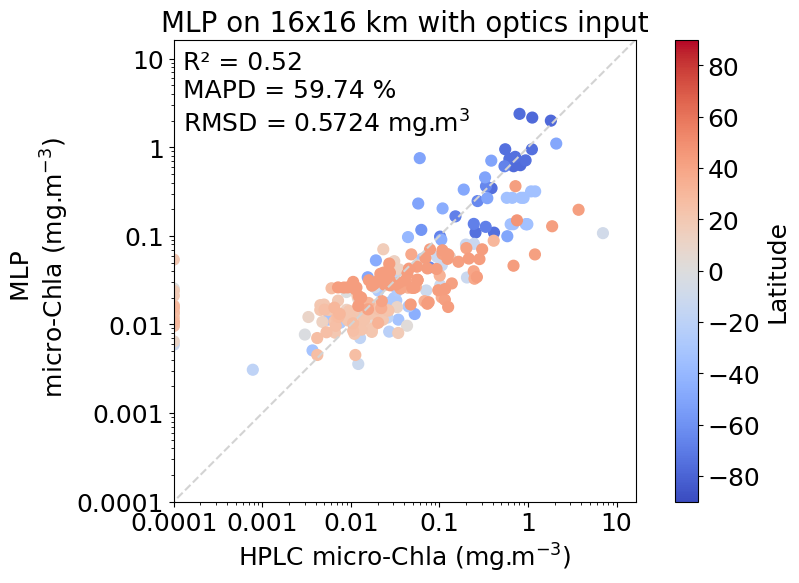 MLP on 16x16 km with optics input
R² = 0.52
MAPD = 59.74 %
RMSD = 0.5724 mg.m³
10
1
0.1
0.01
0.001
0.0001
MLP
micro-Chla (mg.m⁻³)
0.0001
0.001
0.01
0.1
1
10
HPLC micro-Chla (mg.m⁻³)
80
60
40
20
0
−20
−40
−60
−80
Latitude